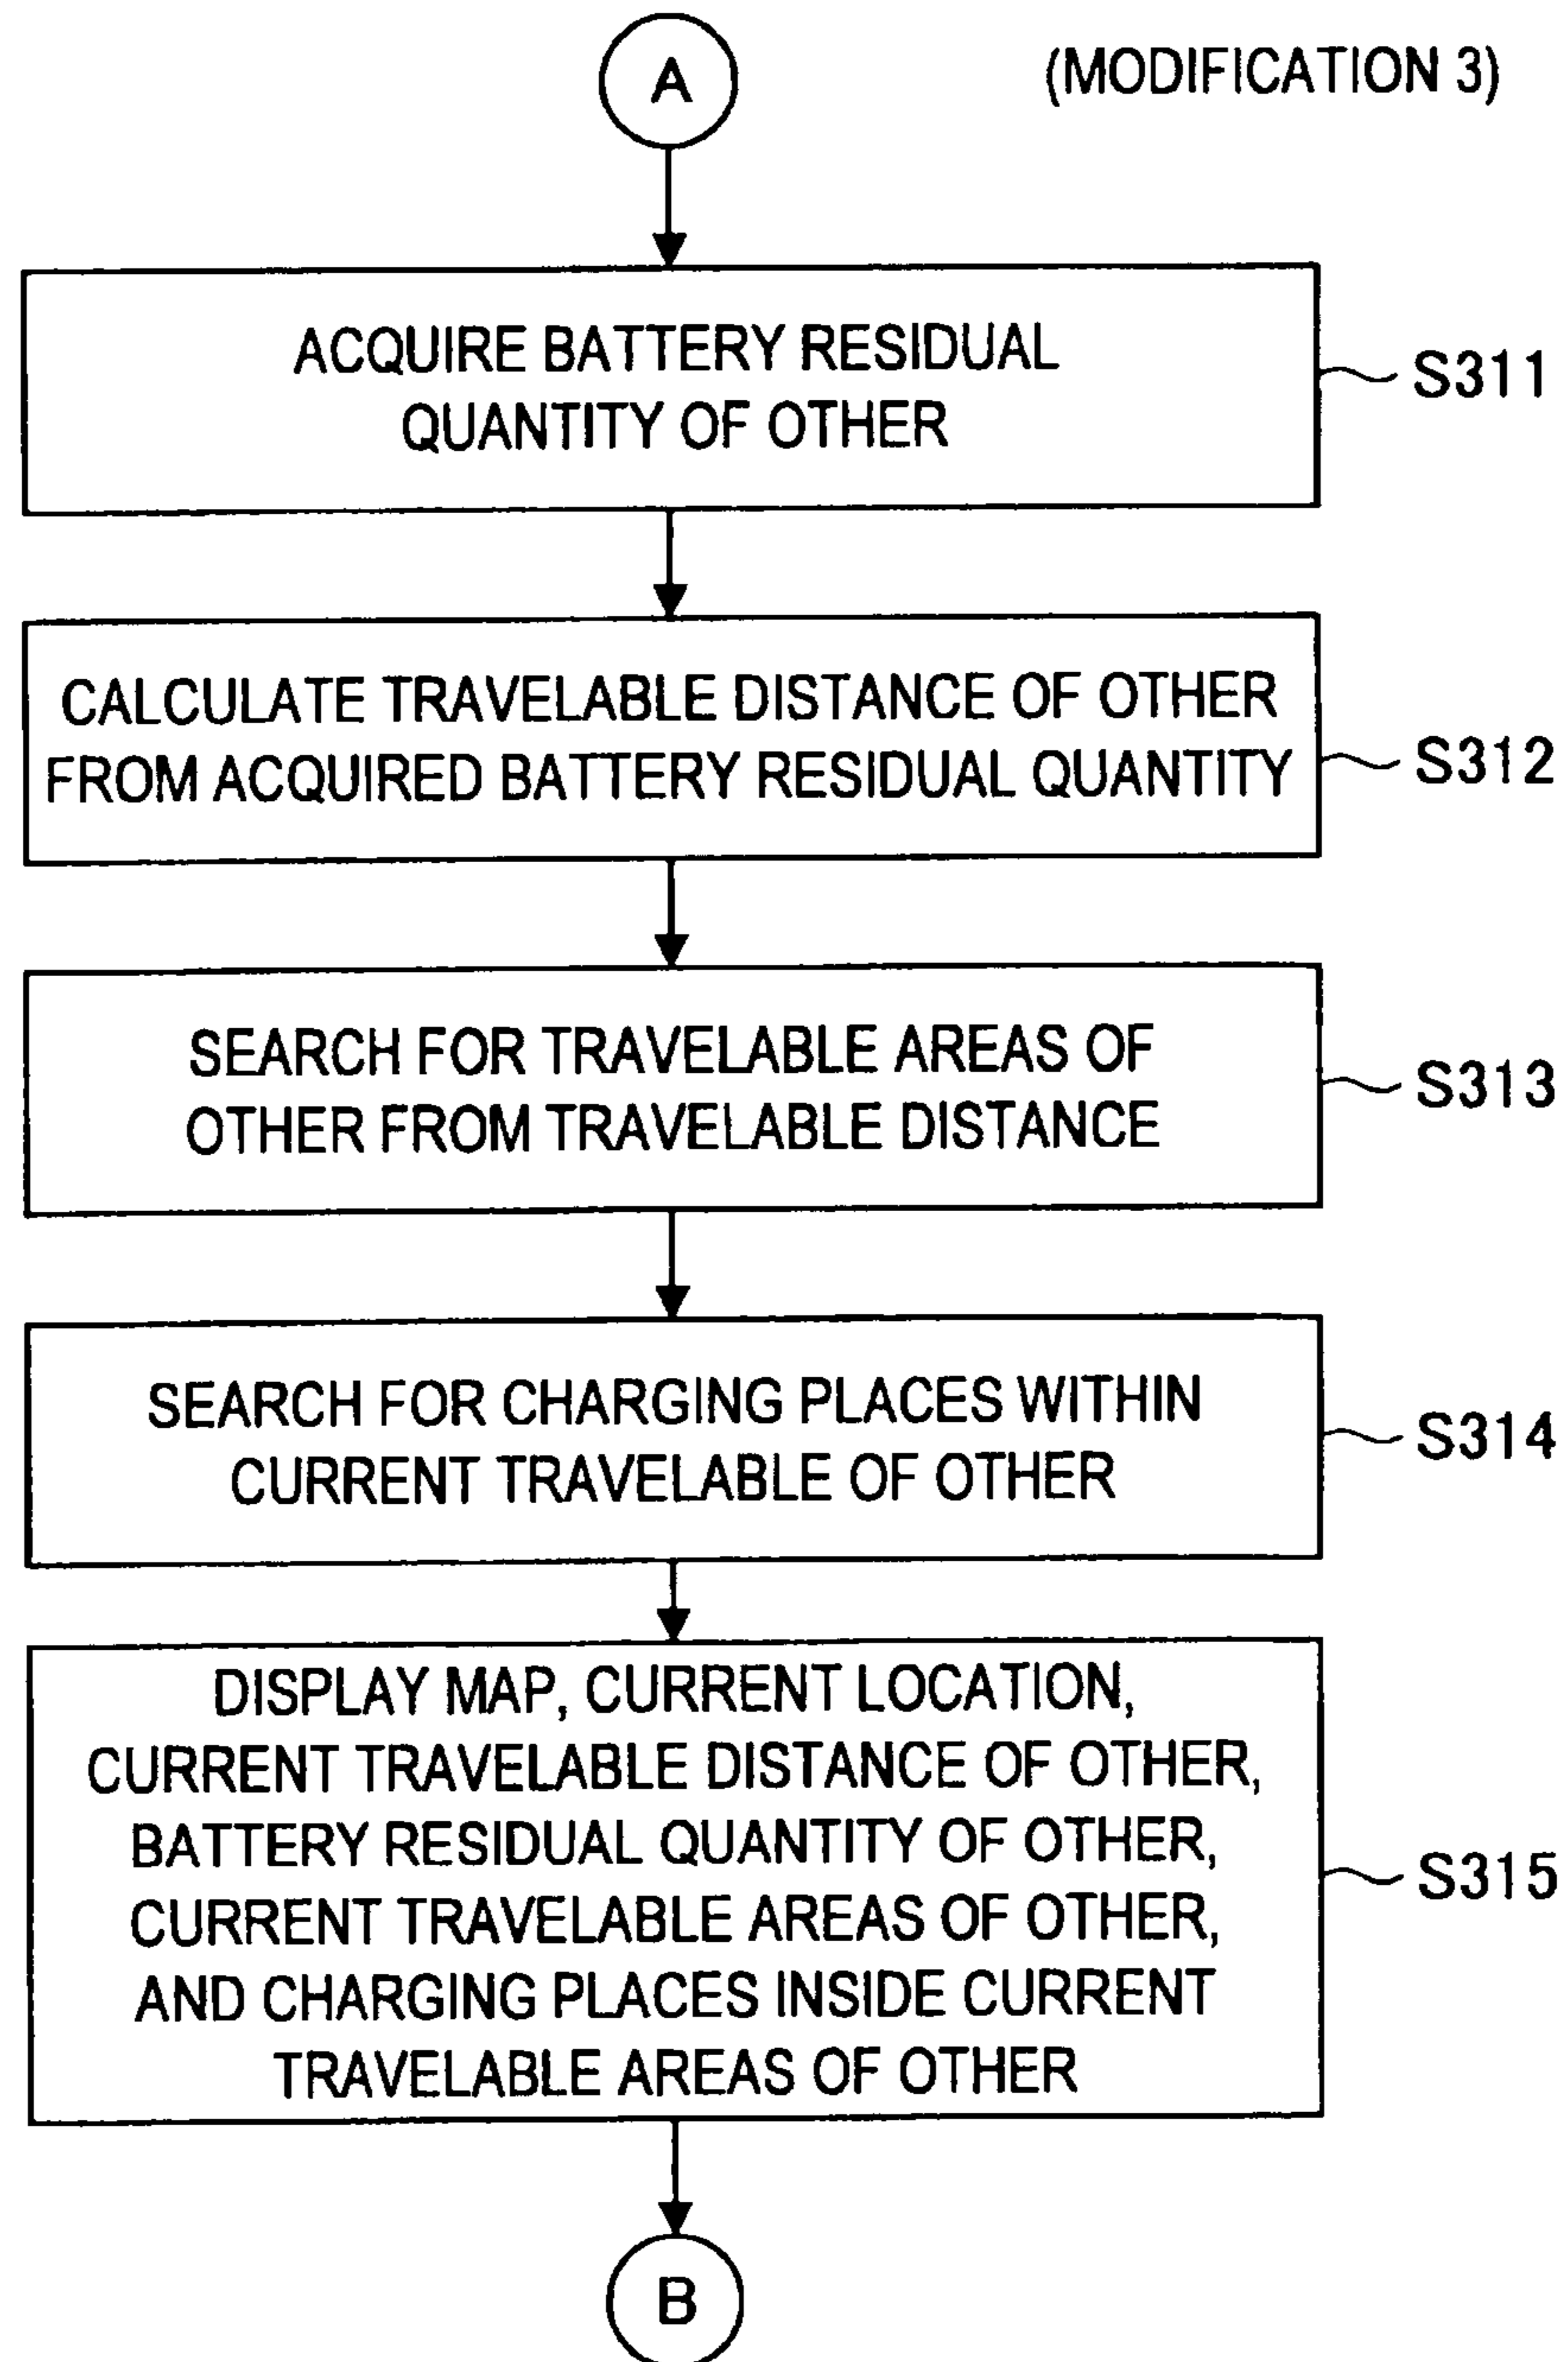 A
(MODIFICATION 3)
ACQUIRE BATTERY RESIDUAL
QUANTITY OF OTHER
S311
CALCULATE TRAVELABLE DISTANCE OF OTHER
FROM ACQUIRED BATTERY RESIDUAL QUANTITY
S312
SEARCH FOR TRAVELABLE AREAS OF
OTHER FROM TRAVELABLE DISTANCE
S313
SEARCH FOR CHARGING PLACES WITHIN
CURRENT TRAVELABLE OF OTHER
S314
DISPLAY MAP, CURRENT LOCATION,
CURRENT TRAVELABLE DISTANCE OF OTHER,
BATTERY RESIDUAL QUANTITY OF OTHER,
CURRENT TRAVELABLE AREAS OF OTHER,
AND CHARGING PLACES INSIDE CURRENT
TRAVELABLE AREAS OF OTHER
S315
B